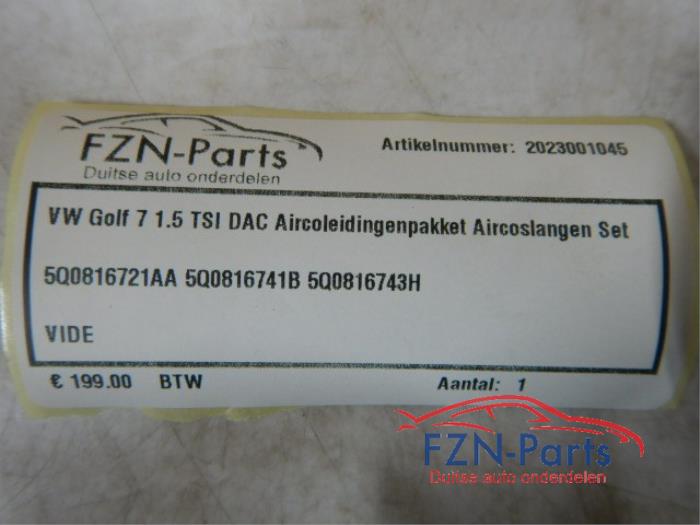 FZN-Parts
Duitse auto onderdelen
Artikelnummer: 2023001045
VW Golf 7 1.5 TSI DAC Aircoleidingenpakket Aircoslangen Set
5Q0816721AA 5Q0816741B 5Q0816743H
VIDE
€ 199.00 BTW Aantal: 1
FZN-Parts
Duitse auto onderdelen